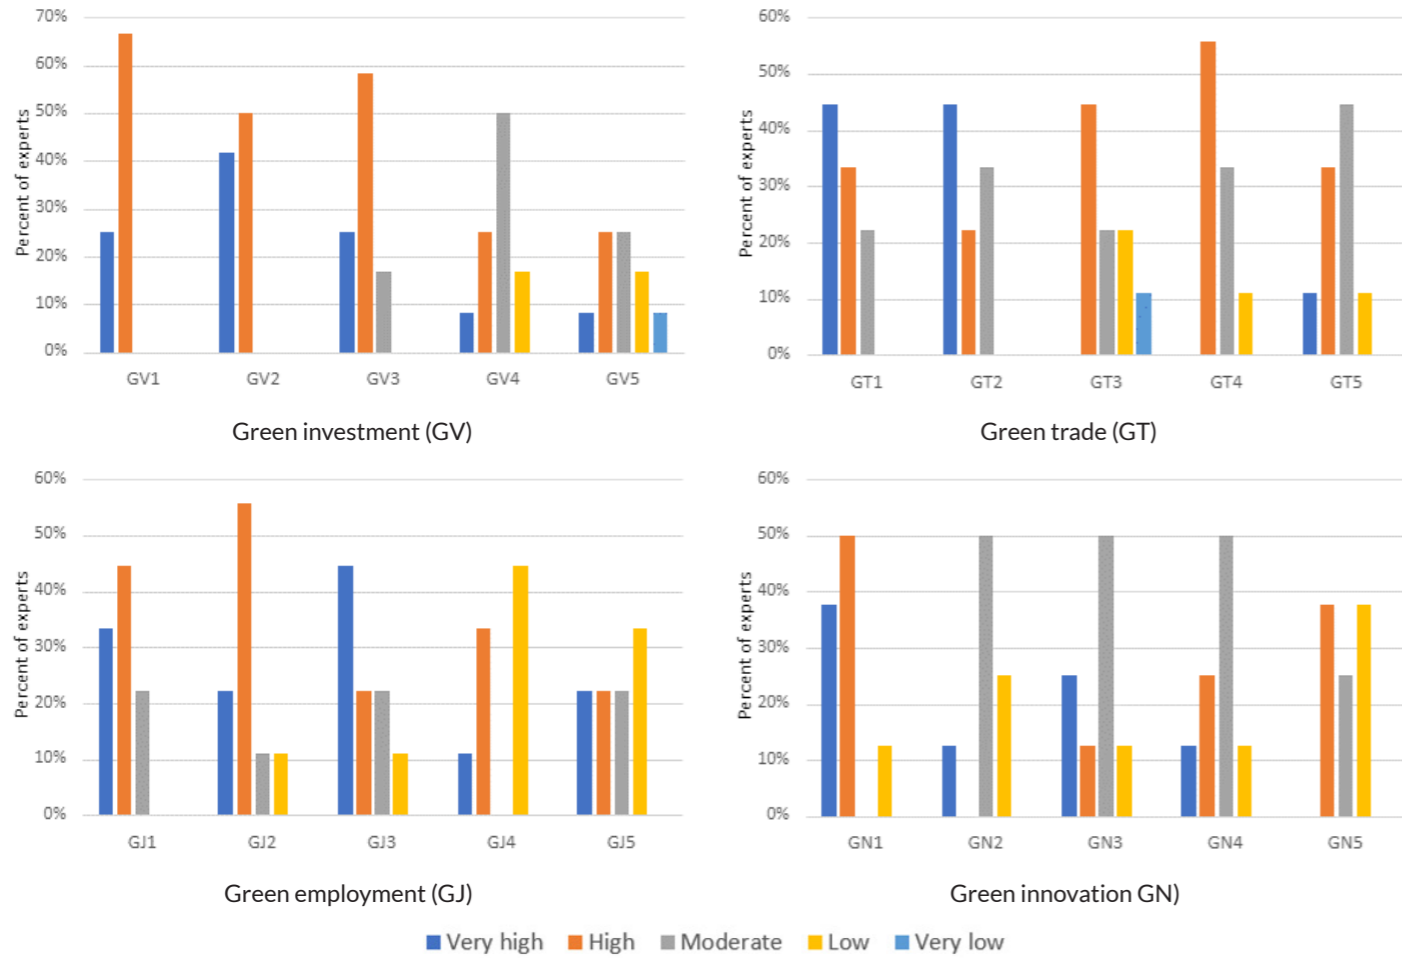 70%
60%
50%
40%
30%
20%
10%
0%
Percent of experts
GV1 GV2 GV3 GV4 GV5
Green investment (GV)
60%
50%
40%
30%
20%
10%
0%
Percent of experts
GT1 GT2 GT3 GT4 GT5
Green trade (GT)
60%
50%
40%
30%
20%
10%
0%
Percent of experts
GJ1 GJ2 GJ3 GJ4 GJ5
Green employment (GJ)
60%
50%
40%
30%
20%
10%
0%
Percent of experts
GN1 GN2 GN3 GN4 GN5
Green innovation GN)
Very high High Moderate Low Very low